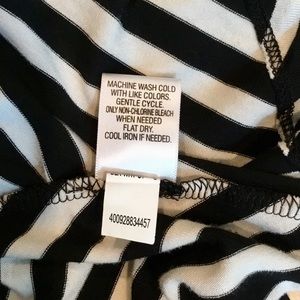 MACHINE WASH COLD
WITH LIKE COLORS.
GENTLE CYCLE.
ONLY NON-CHLORINE BLEACH
WHEN NEEDED
FLAT DRY.
COOL IRON IF NEEDED.
400928834457